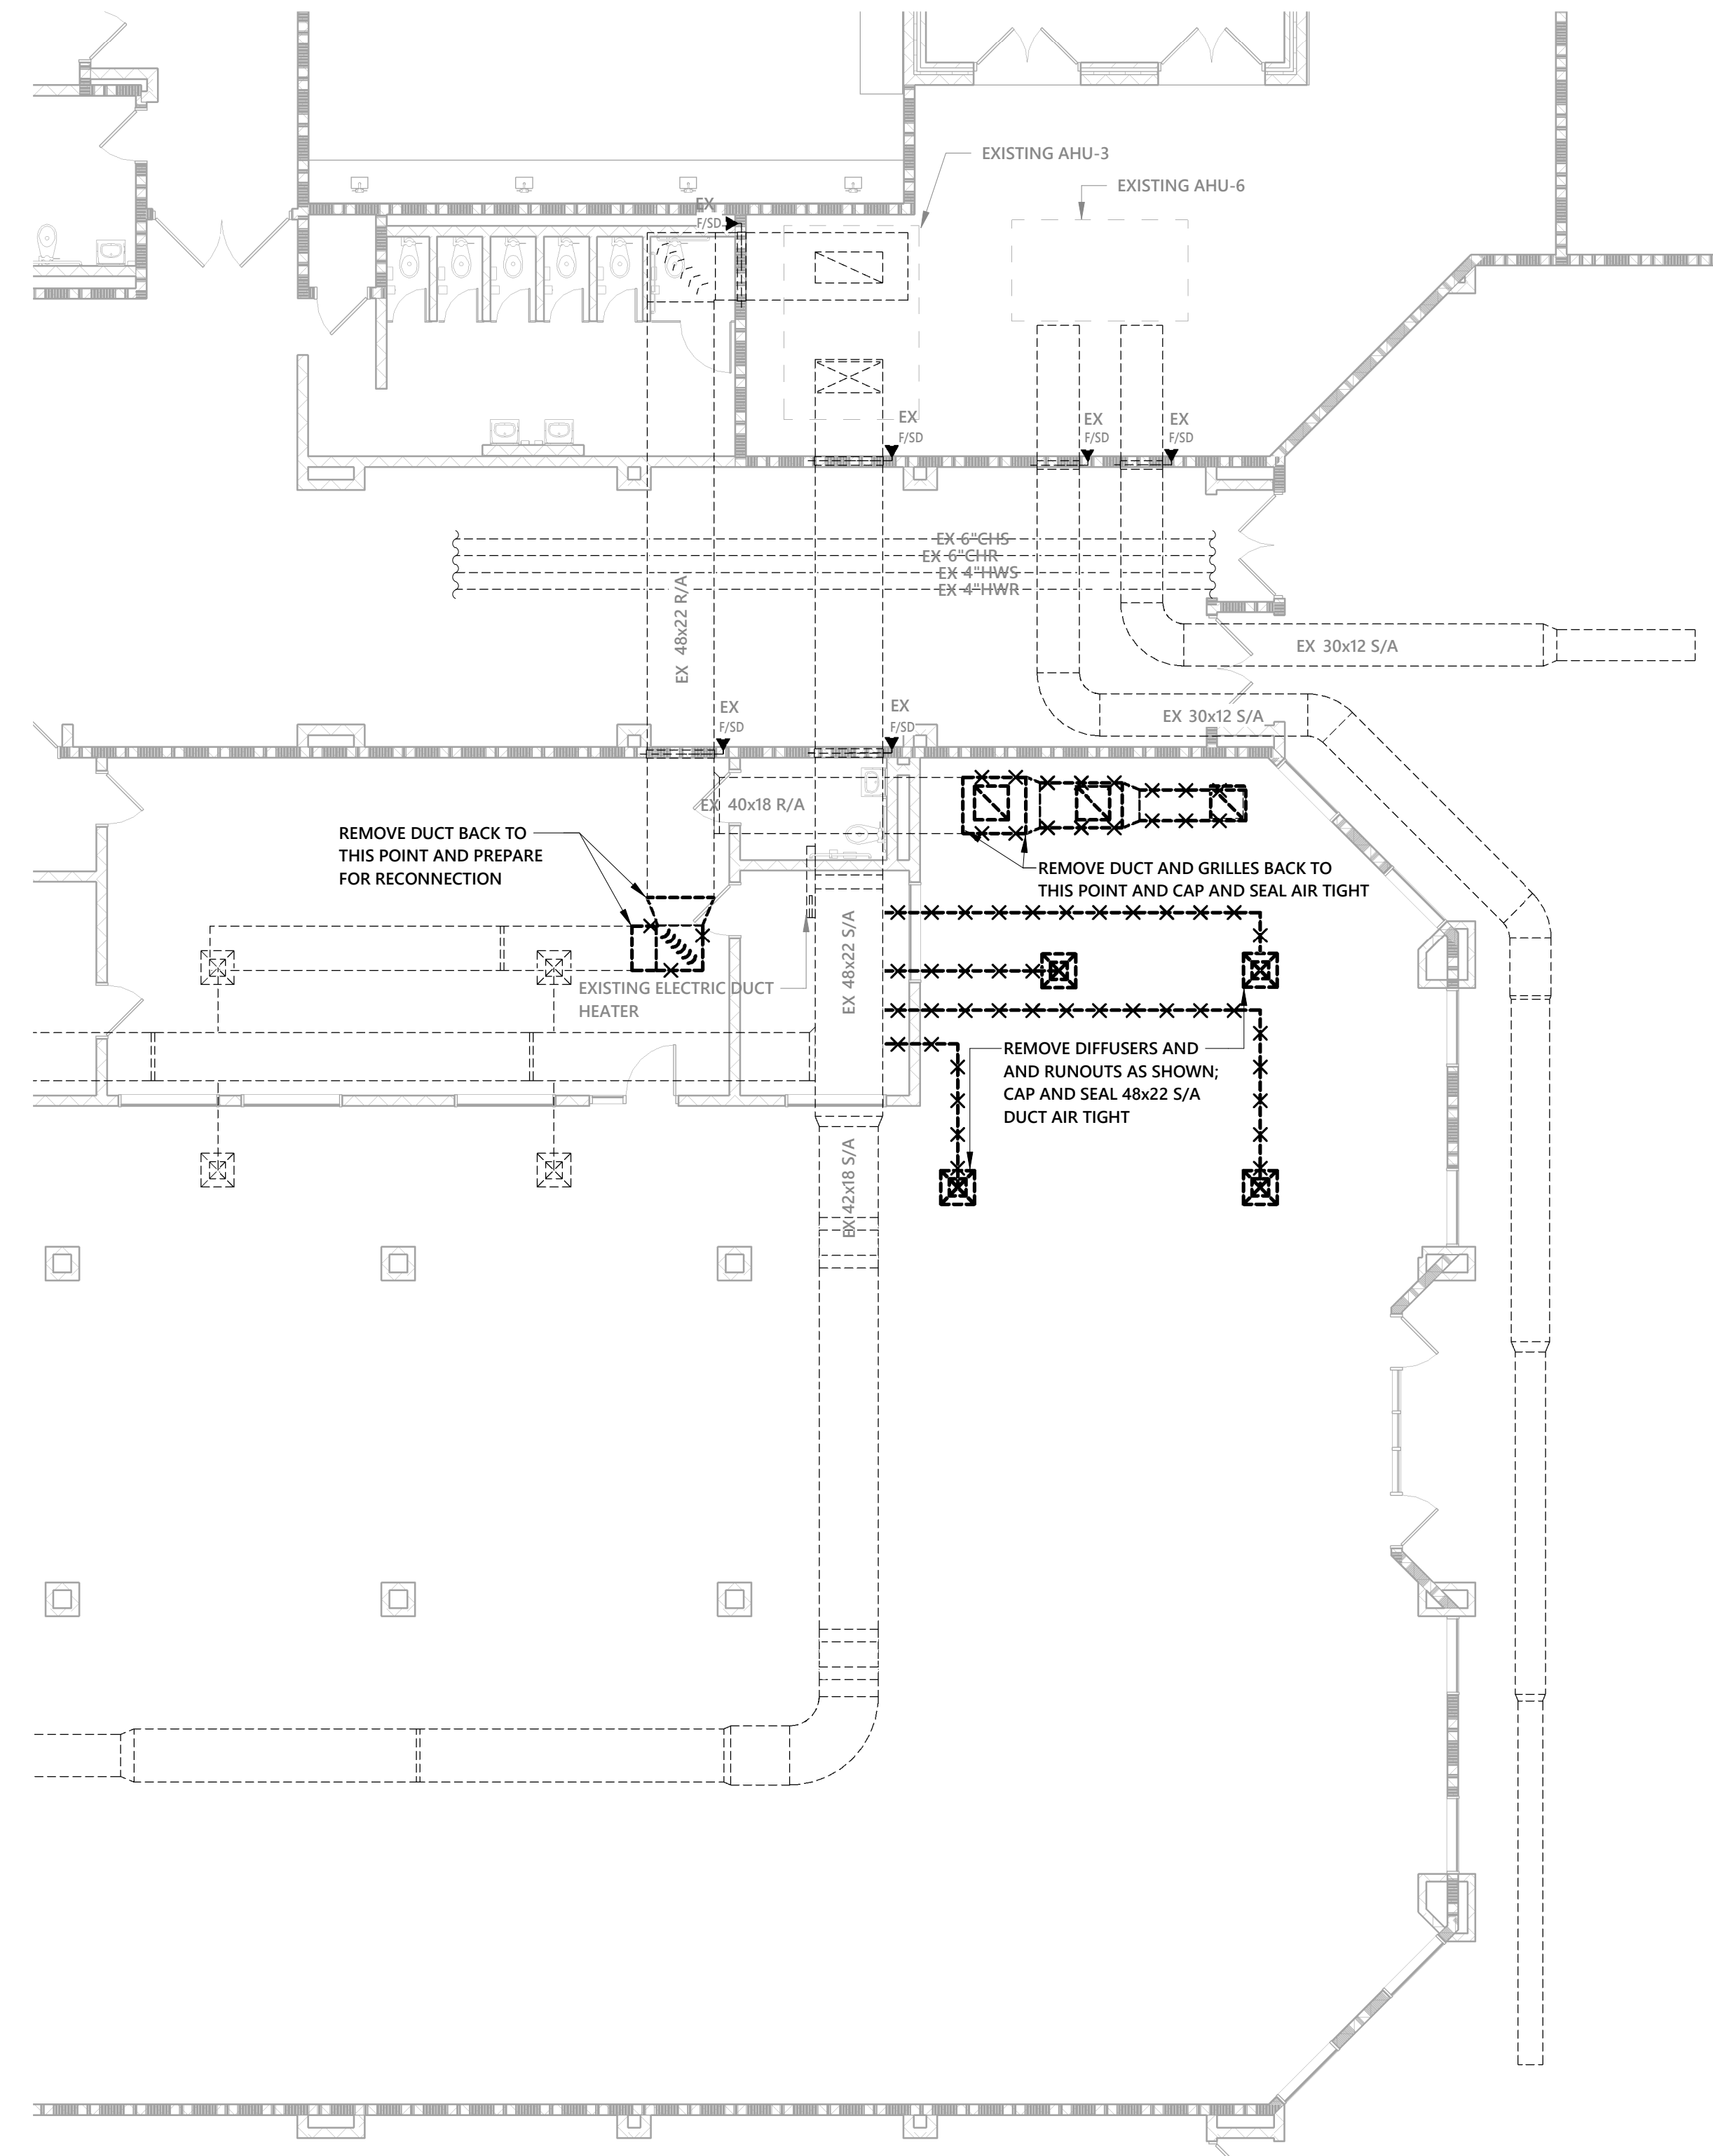 EXISTING AHU-3
EXISTING AHU-6
EX
F/SD
EX
F/SD
EX
F/SD
EX
F/SD
EX 6"CHS
EX 6"CHR
EX 4"HWS
EX 4"HWR
EX 48x22 R/A
EX 30x12 S/A
EX 30x12 S/A
EX
F/SD
EX
F/SD
EX 40x18 R/A
REMOVE DUCT BACK TO
THIS POINT AND PREPARE
FOR RECONNECTION
REMOVE DUCT AND GRILLES BACK TO
THIS POINT AND CAP AND SEAL AIR TIGHT
EX 48x22 S/A
EXISTING ELECTRIC DUCT
HEATER
REMOVE DIFFUSERS AND
AND RUNOUTS AS SHOWN;
CAP AND SEAL 48x22 S/A
DUCT AIR TIGHT
EX 42x18 S/A